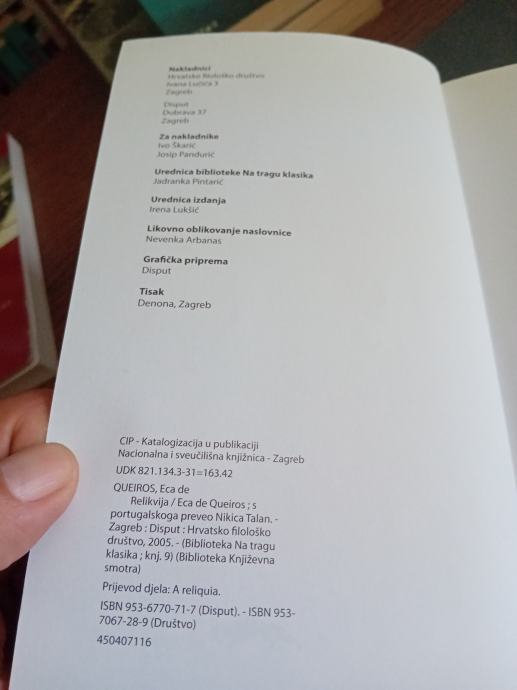 Nakladnici
Hrvatsko filološko društvo
Ivana Lučića 3
Zagreb
Disput
Dubrava 37
Zagreb
Za nakladnike
Ivo Škarić
Josip Pandurić
Urednica biblioteke Na tragu klasika
Jadranka Pintarić
Urednica izdanja
Irena Lukšić
Likovno oblikovanje naslovnice
Nevenka Arbanas
Grafička priprema
Disput
Tisak
Denona, Zagreb
CIP - Katalogizacija u publikaciji
Nacionalna i sveučilišna knjižnica - Zagreb
UDK 821.134.3-31=163.42
QUEIROS, Eca de
Relikvija / Eca de Queiros ; s
portugalskoga preveo Nikica Talan. -
Zagreb : Disput : Hrvatsko filološko
društvo, 2005. - (Biblioteka Na tragu
klasika ; knj. 9) (Biblioteka Književna
smotra)
Prijevod djela: A reliquia.
ISBN 953-6770-71-7 (Disput). - ISBN 953-
7067-28-9 (Društvo)
450407116